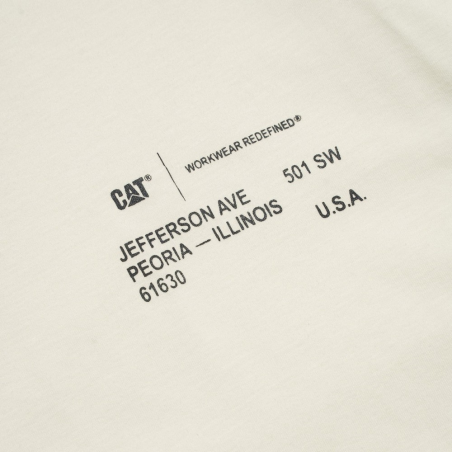 CAT® | WORKWEAR REDEFINED®
JEFFERSON AVE 501 SW
PEORIA — ILLINOIS U.S.A.
61630